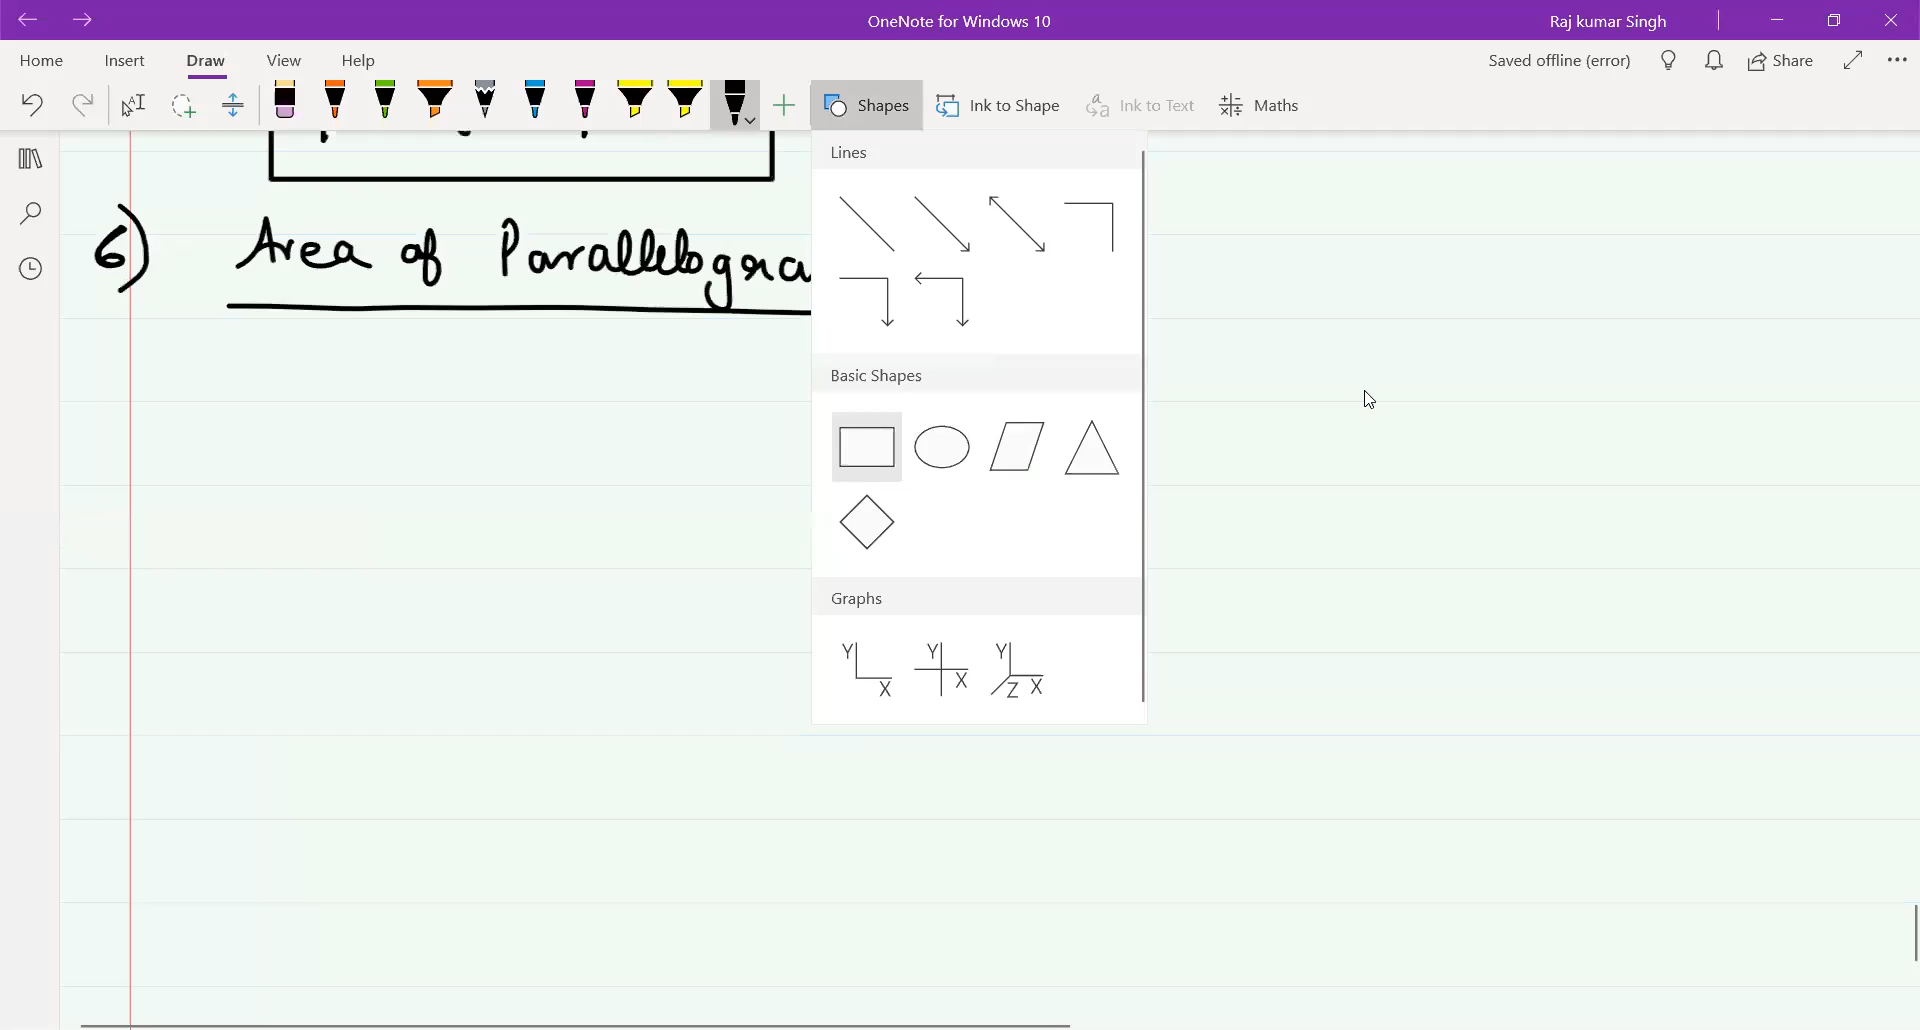 OneNote for Windows 10
Raj kumar Singh
Home Insert Draw View Help
Saved offline (error) Share
Shapes Ink to Shape Ink to Text Maths
Lines
6) Area of Parallelogra
Basic Shapes
Graphs
Y X Y X Y Z X